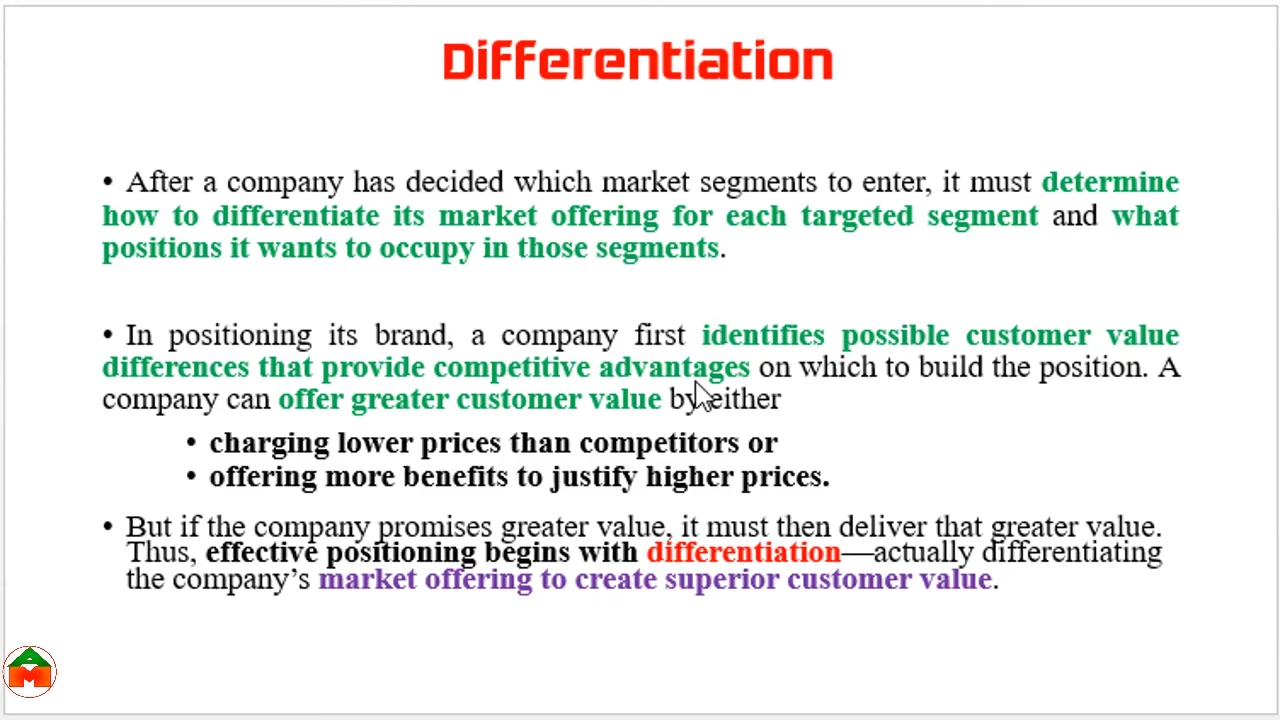 Differentiation
• After a company has decided which market segments to enter, it must determine
how to differentiate its market offering for each targeted segment and what
positions it wants to occupy in those segments.
• In positioning its brand, a company first identifies possible customer value
differences that provide competitive advantages on which to build the position. A
company can offer greater customer value by either
• charging lower prices than competitors or
• offering more benefits to justify higher prices.
• But if the company promises greater value, it must then deliver that greater value.
Thus, effective positioning begins with differentiation—actually differentiating
the company's market offering to create superior customer value.